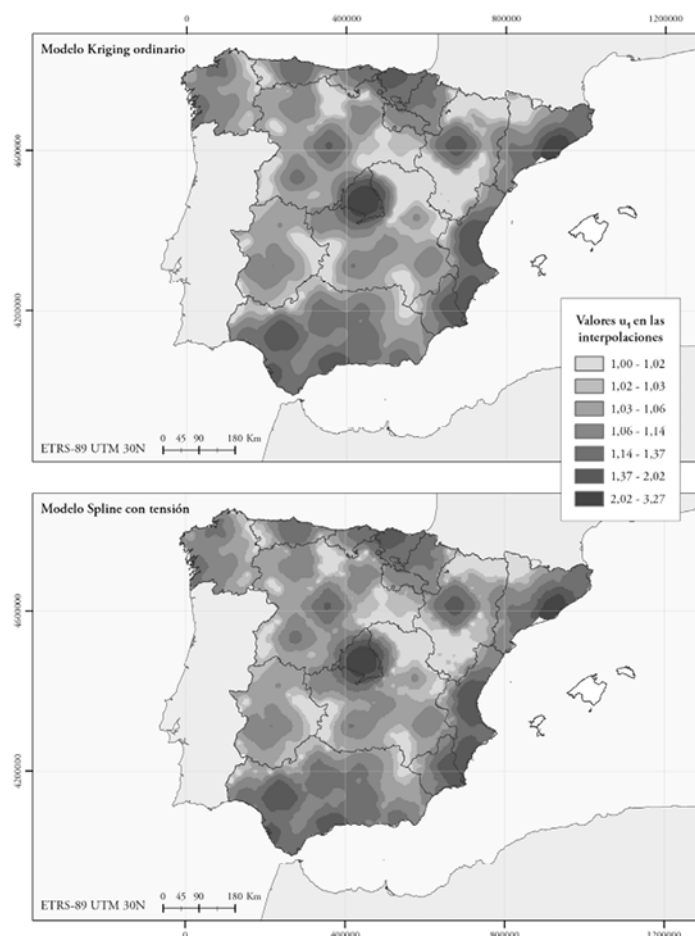 0 400000 800000 1200000
Modelo Kriging ordinario
4600000
4200000
Valores u₁ en las
interpolaciones
1,00 - 1,02
1,02 - 1,03
1,03 - 1,06
1,06 - 1,14
1,14 - 1,37
1,37 - 2,02
2,02 - 3,27
0 45 90 180 Km
ETRS-89 UTM 30N
Modelo Spline con tensión
4600000
4200000
0 45 90 180 Km
ETRS-89 UTM 30N
0 400000 800000 1200000